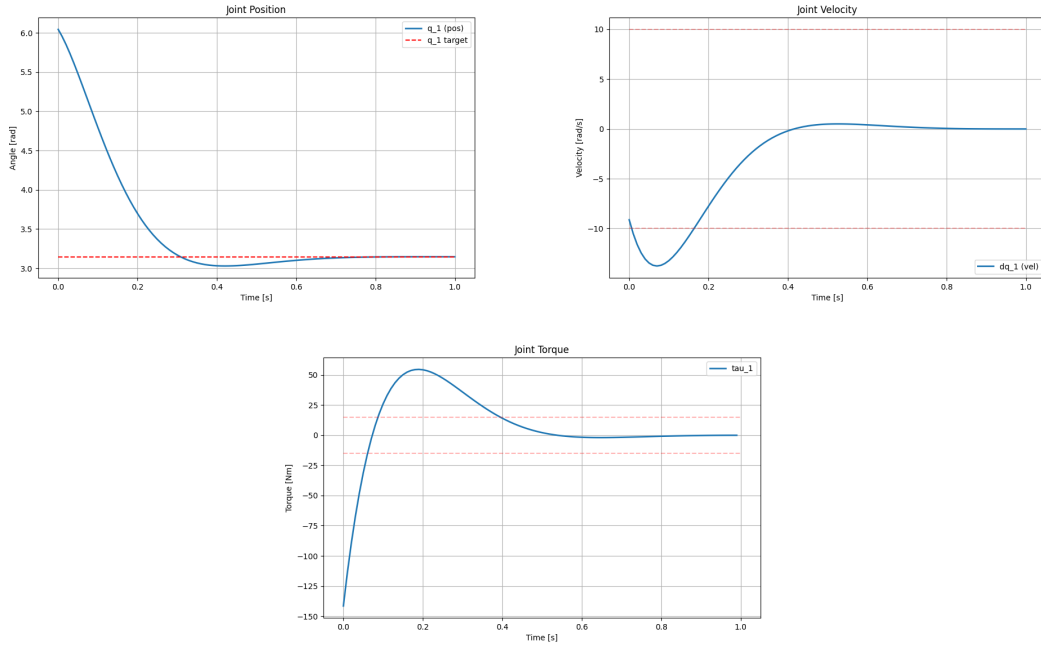 Joint Position
6.0
5.5
5.0
4.5
4.0
3.5
3.0
Angle [rad]
q_1 (pos)
q_1 target
0.0 0.2 0.4 0.6 0.8 1.0
Time [s]
Joint Velocity
10
5
0
−5
−10
Velocity [rad/s]
dq_1 (vel)
0.0 0.2 0.4 0.6 0.8 1.0
Time [s]
Joint Torque
50
25
0
−25
−50
−75
−100
−125
−150
Torque [Nm]
tau_1
0.0 0.2 0.4 0.6 0.8 1.0
Time [s]